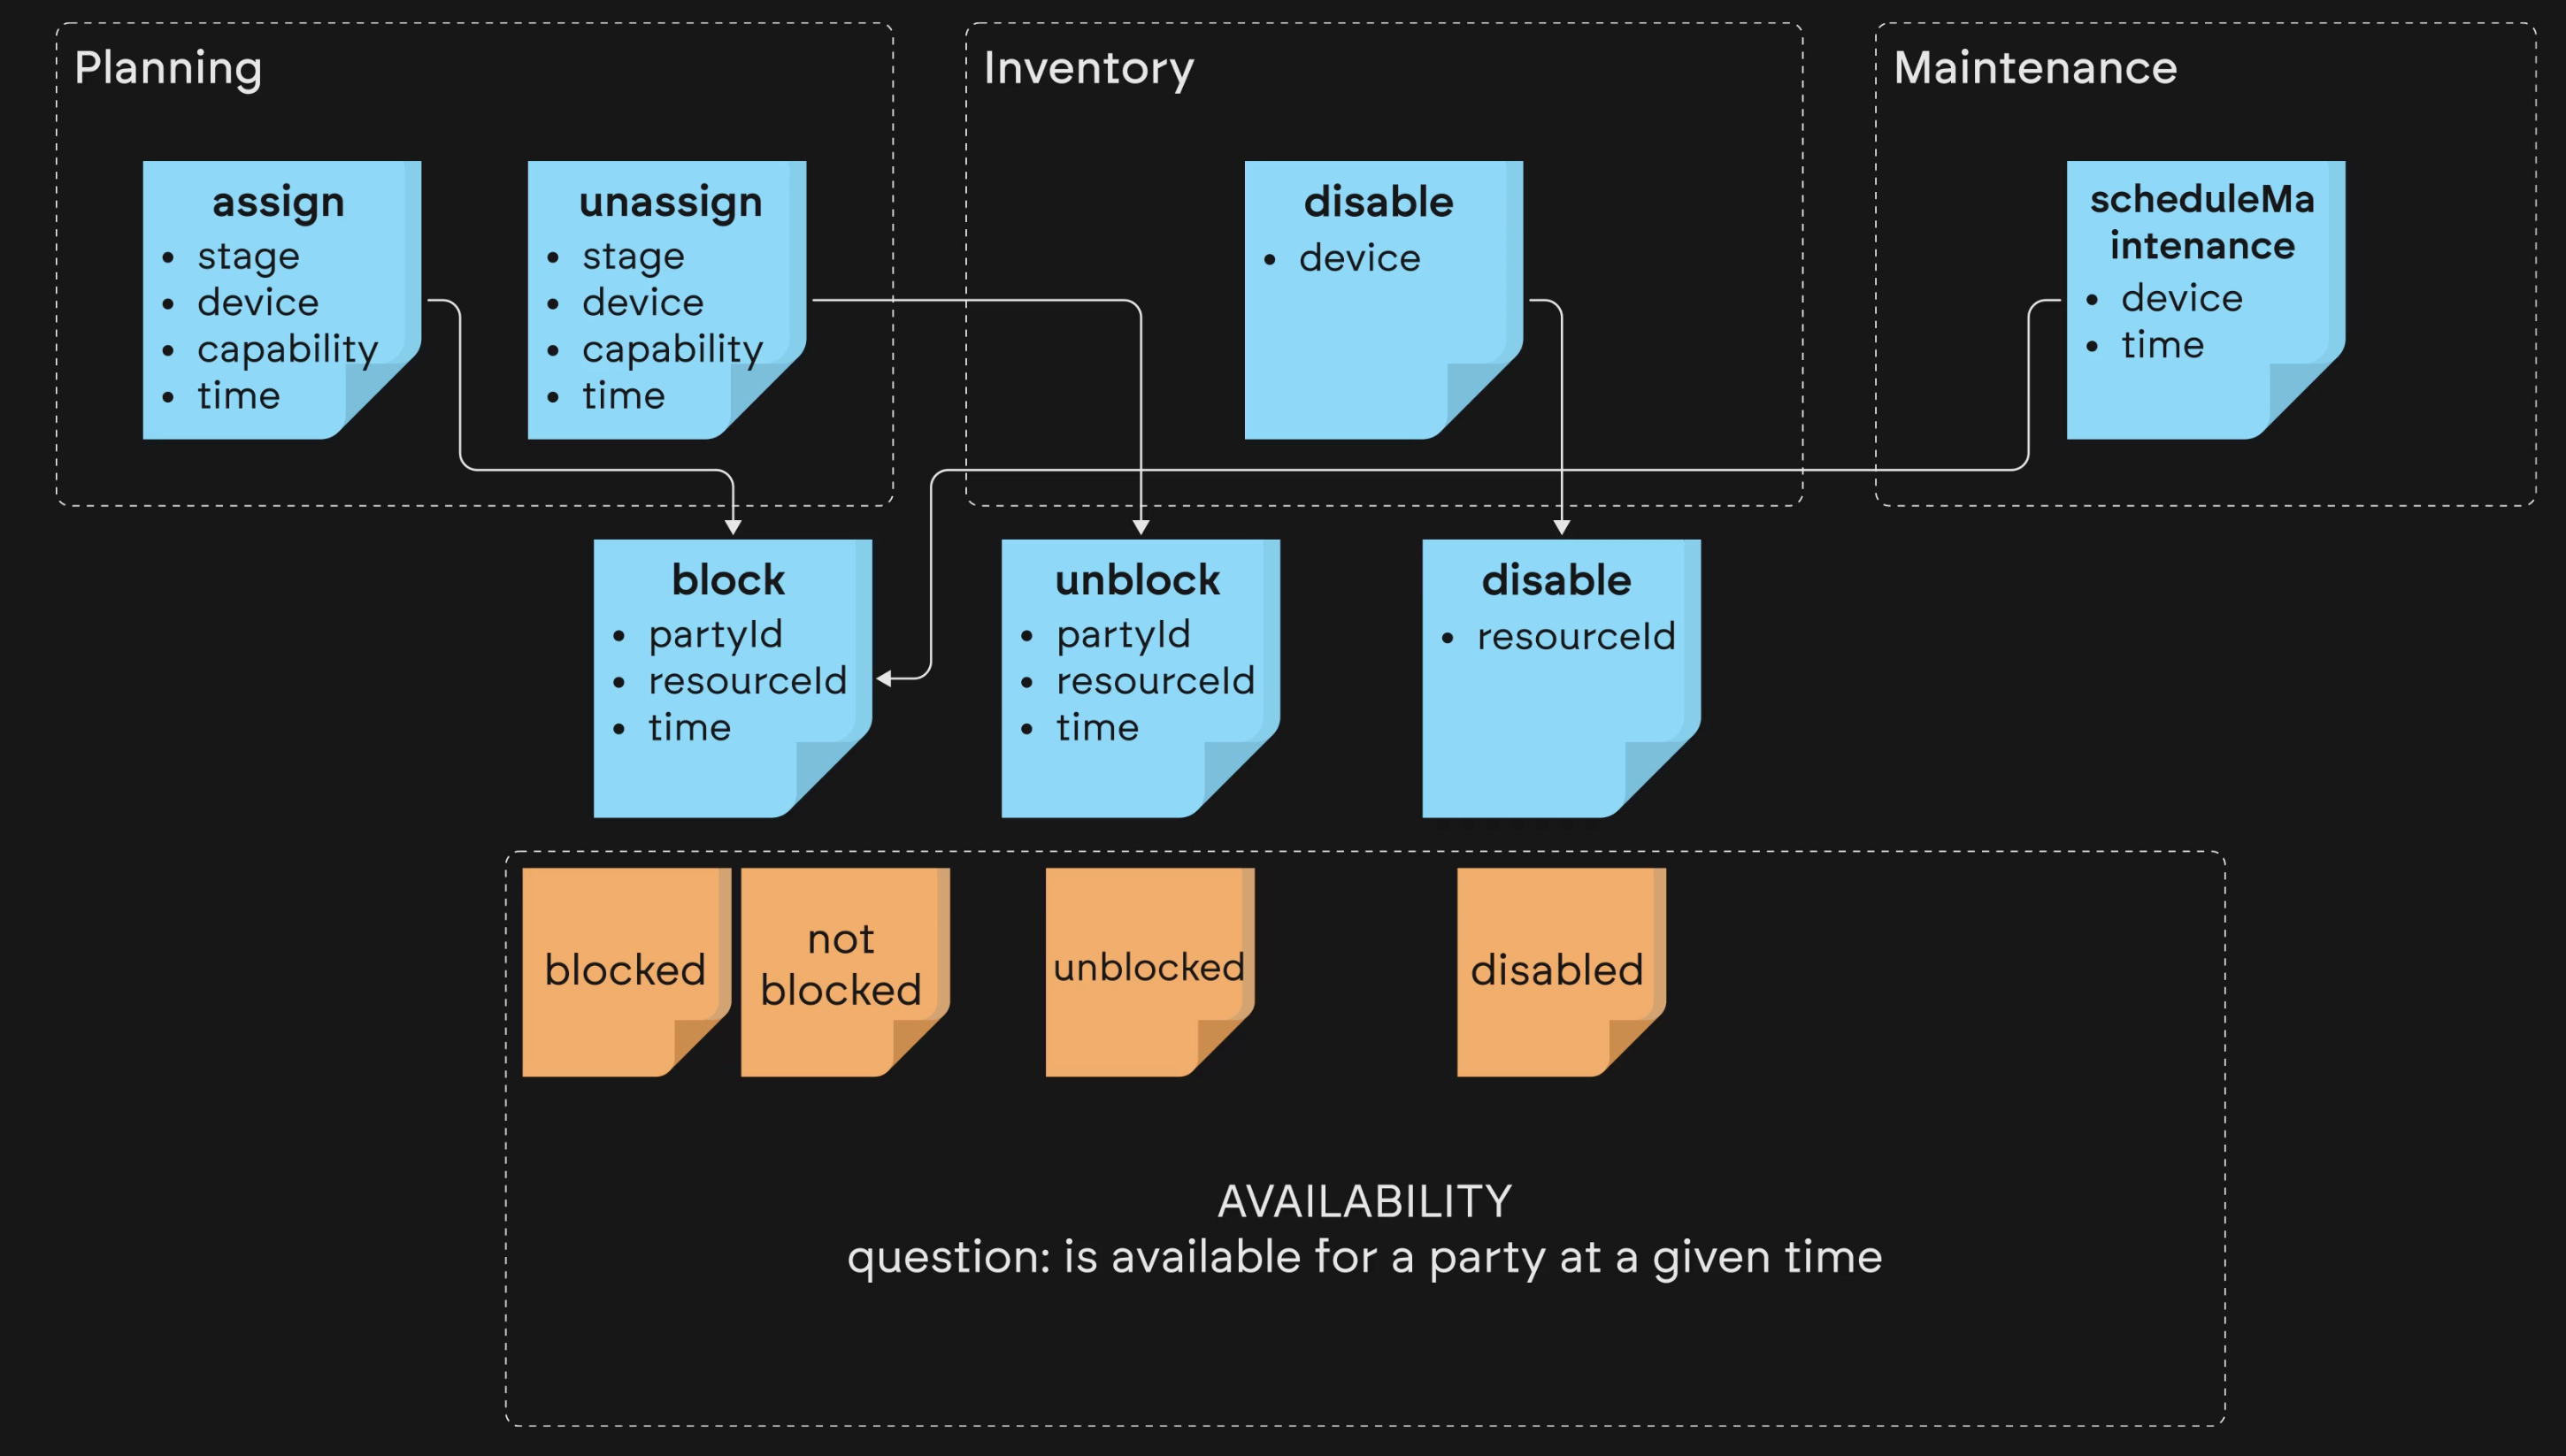 Planning
assign
• stage
• device
• capability
• time
unassign
• stage
• device
• capability
• time
Inventory
disable
• device
Maintenance
scheduleMa
intenance
• device
• time
block
• partyId
• resourceId
• time
unblock
• partyId
• resourceId
• time
disable
• resourceId
blocked
not
blocked
unblocked
disabled
AVAILABILITY
question: is available for a party at a given time